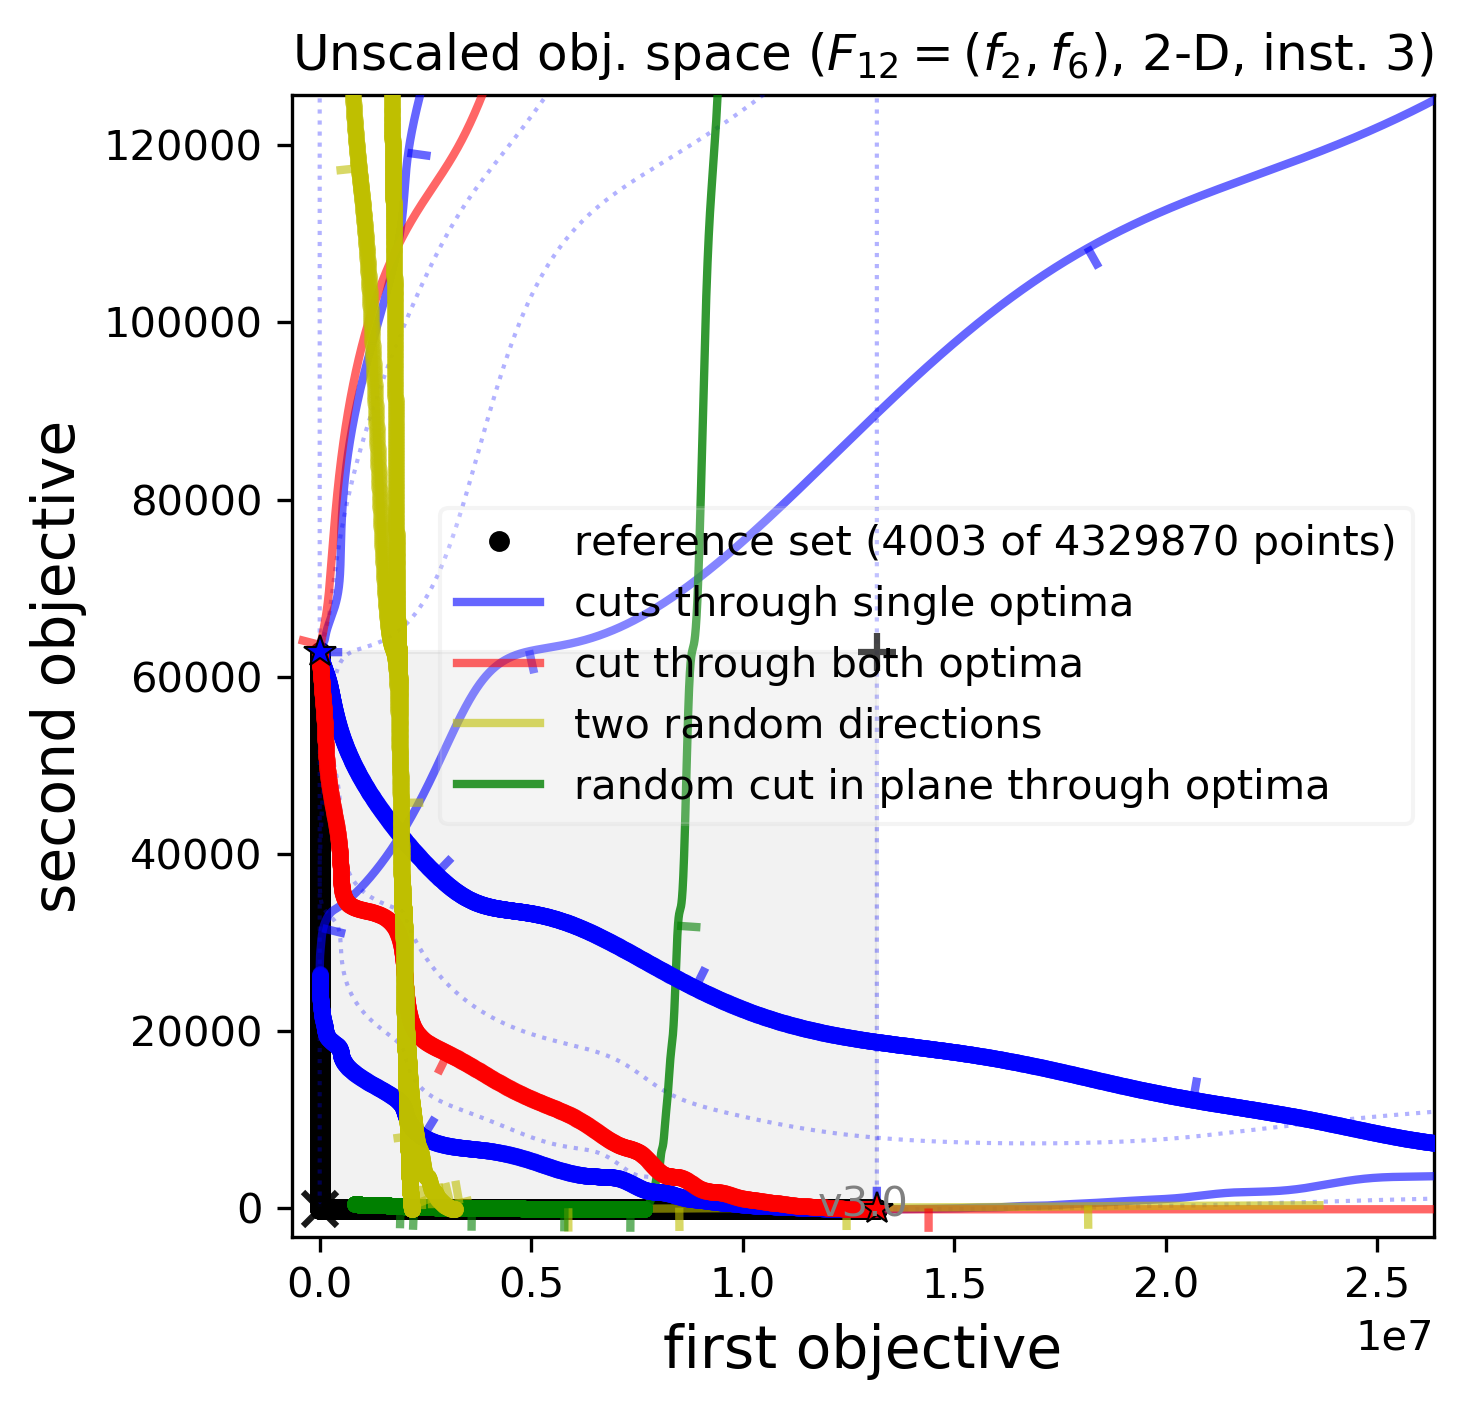 Unscaled obj. space (F₁₂ = (f₂, f₆), 2-D, inst. 3)
120000
100000
80000
60000
40000
20000
0
second objective
reference set (4003 of 4329870 points)
cuts through single optima
cut through both optima
two random directions
random cut in plane through optima
v3.0
0.0 0.5 1.0 1.5 2.0 2.5
1e7
first objective